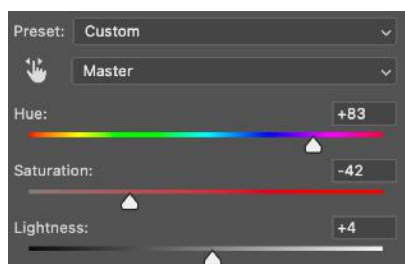 Preset: Custom
Master
Hue: +83
Saturation: -42
Lightness: +4